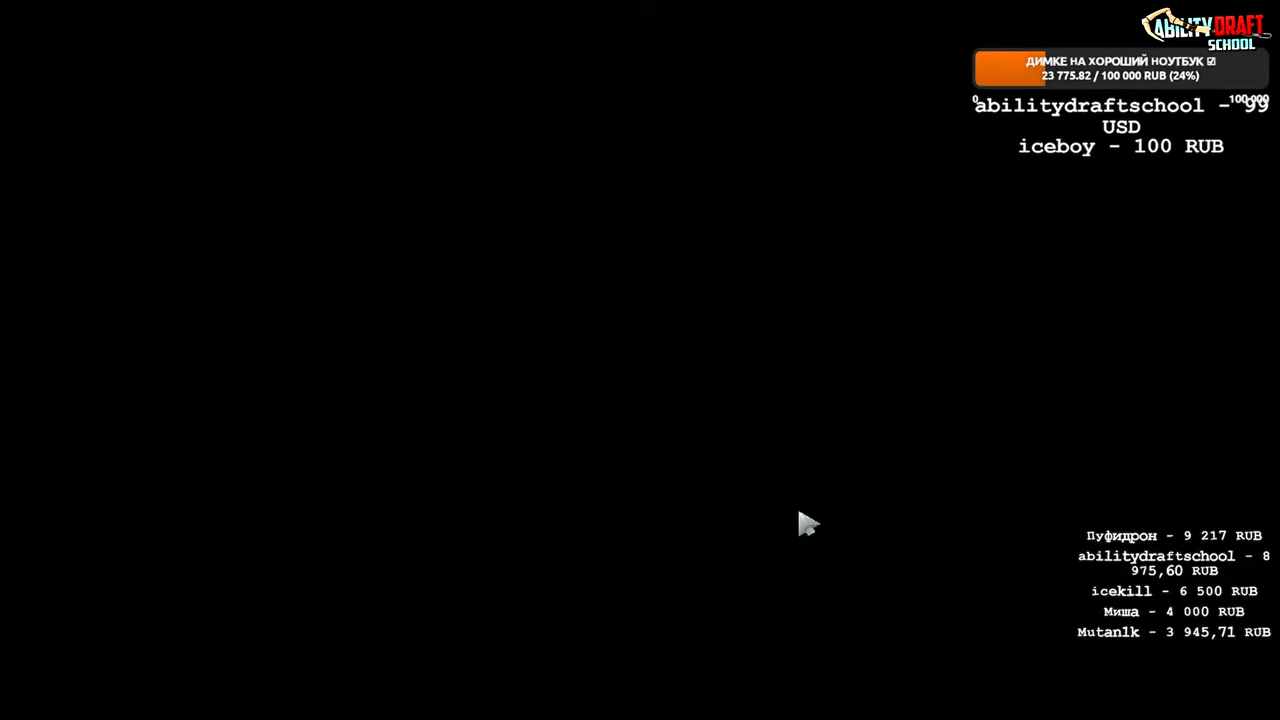 ABILITY DRAFT
SCHOOL
ДИМКЕ НА ХОРОШИЙ НОУТБУК ☑
23 775.82 / 100 000 RUB (24%)
0 100 000
abilitydraftschool - 99
USD
iceboy - 100 RUB
Пуфидрон - 9 217 RUB
abilitydraftschool - 8
975,60 RUB
icekill - 6 500 RUB
Миша - 4 000 RUB
Mutan1k - 3 945,71 RUB